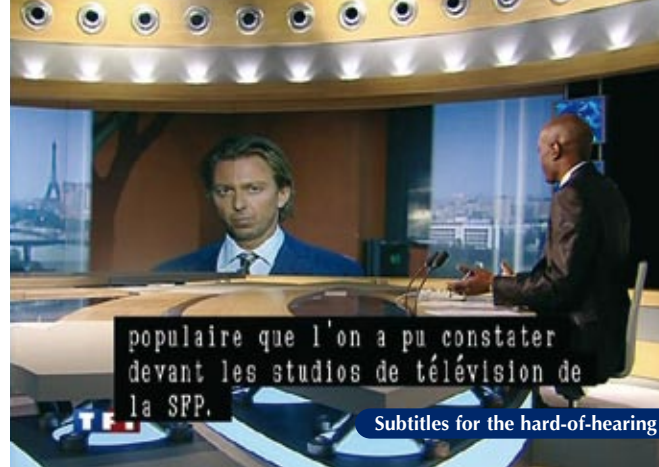 populaire que l'on a pu constater
devant les studios de télévision de
la SFP.
TF1
Subtitles for the hard-of-hearing